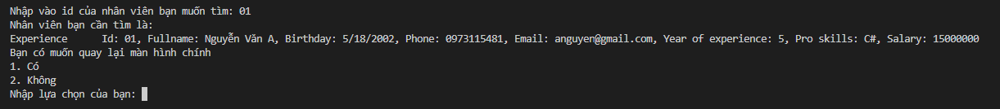 Nhập vào id của nhân viên bạn muốn tìm: 01
Nhân viên bạn cần tìm là:
Experience Id: 01, Fullname: Nguyễn Văn A, Birthday: 5/18/2002, Phone: 0973115481, Email: anguyen@gmail.com, Year of experience: 5, Pro skills: C#, Salary: 15000000
Bạn có muốn quay lại màn hình chính
1. Có
2. Không
Nhập lựa chọn của bạn: